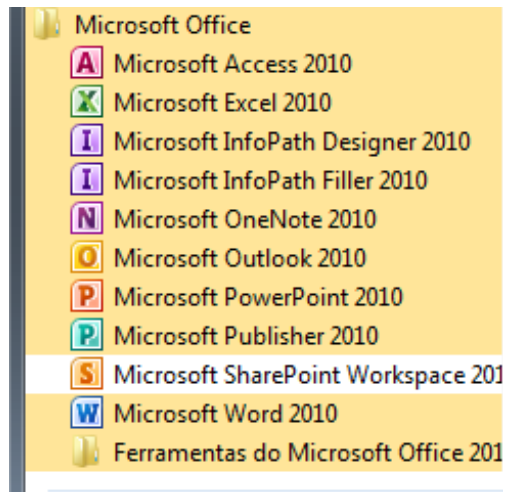 Microsoft Office
A Microsoft Access 2010
X Microsoft Excel 2010
I Microsoft InfoPath Designer 2010
I Microsoft InfoPath Filler 2010
N Microsoft OneNote 2010
O Microsoft Outlook 2010
P Microsoft PowerPoint 2010
P Microsoft Publisher 2010
S Microsoft SharePoint Workspace 201
W Microsoft Word 2010
Ferramentas do Microsoft Office 201